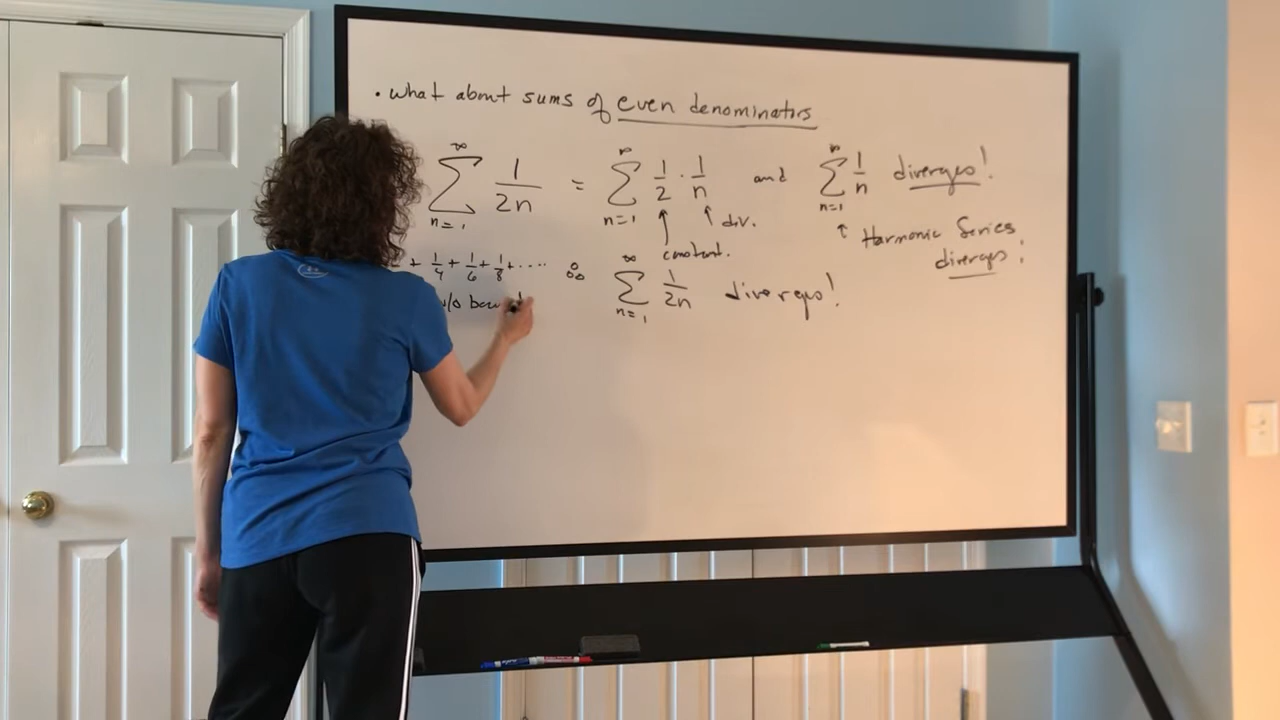 • what about sums of even denominators
∞ ∑ n=1 1/2n = ∞ ∑ n=1 1/2 · 1/n and ∞ ∑ n=1 1/n diverges!
↑ constant. ↑ div. ↑ Harmonic Series diverges!
+ 1/4 + 1/6 + 1/8 + .... ∴ ∞ ∑ n=1 1/2n diverges!
w/o